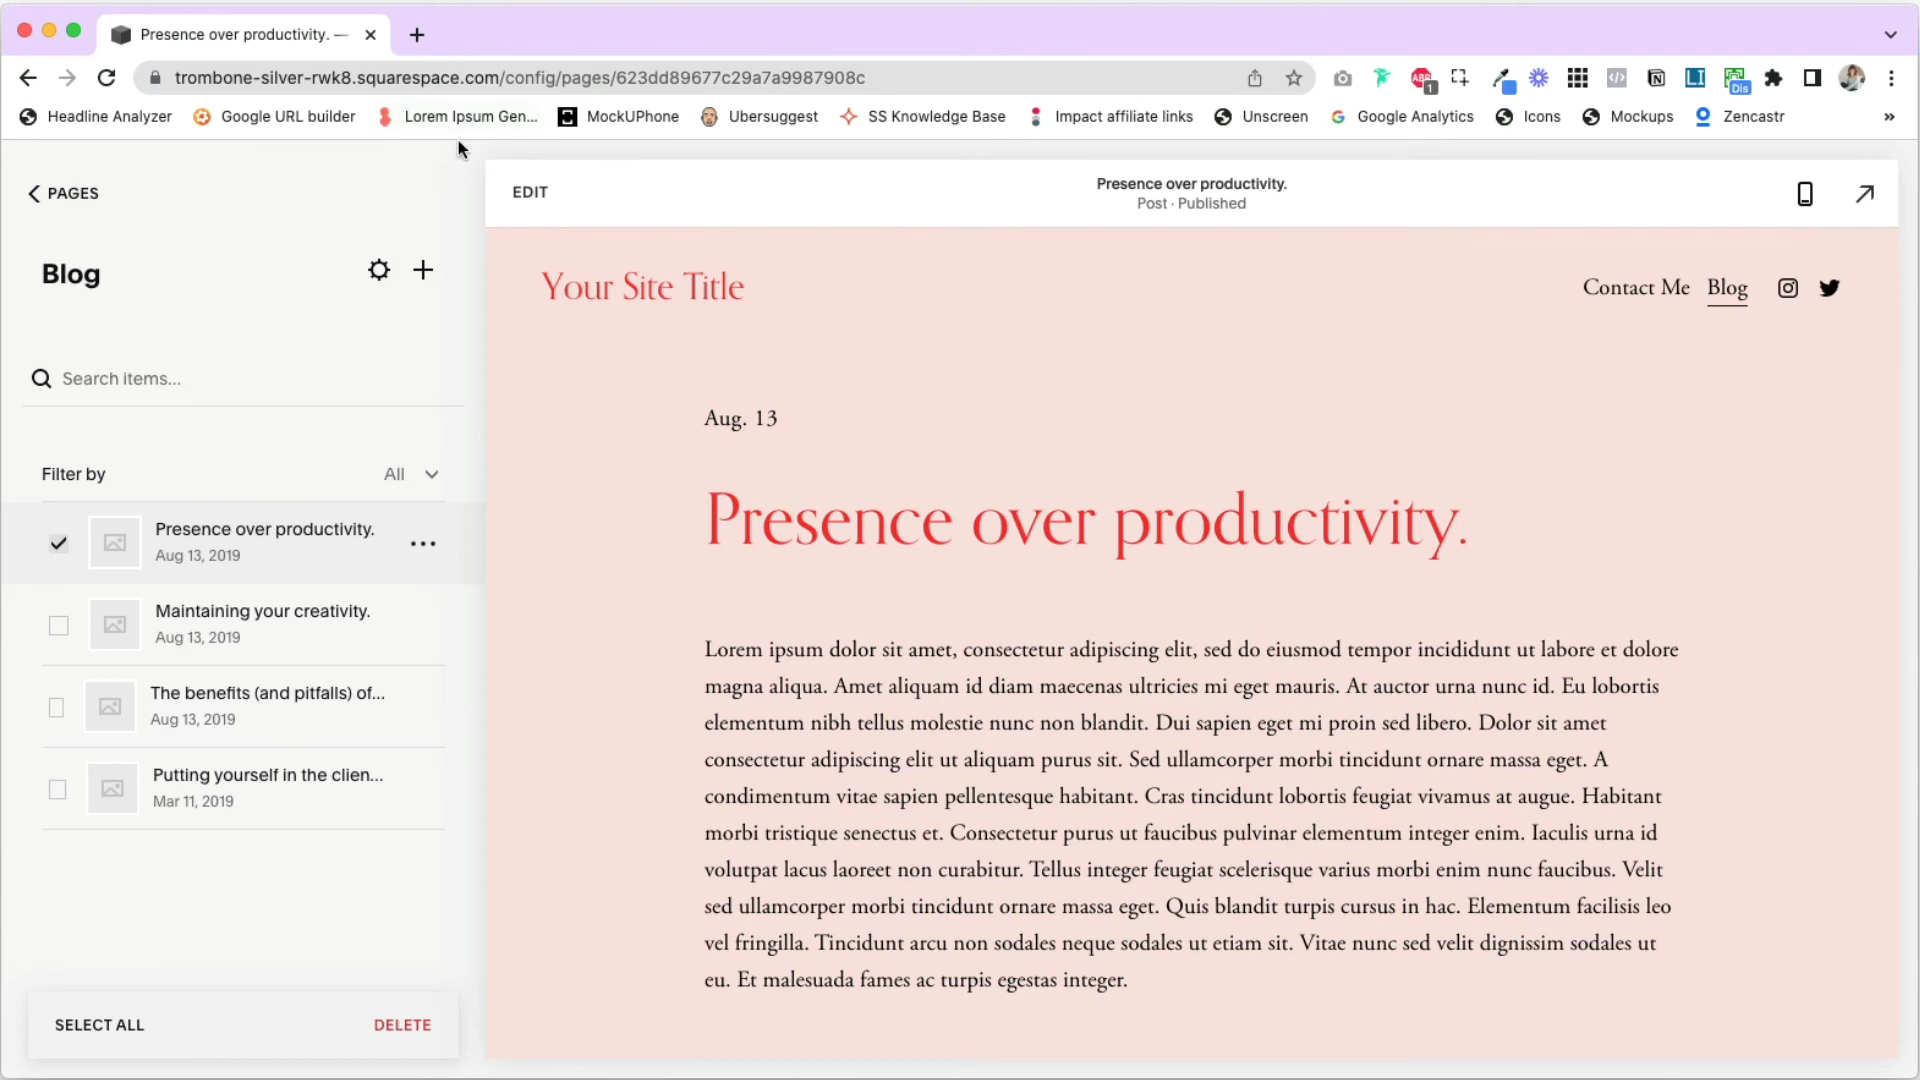 Presence over productivity. —
trombone-silver-rwk8.squarespace.com/config/pages/623dd89677c29a7a9987908c
ABP
1
LI
Dis
Headline Analyzer
Google URL builder
Lorem Ipsum Gen...
MockUPhone
Ubersuggest
SS Knowledge Base
Impact affiliate links
Unscreen
Google Analytics
Icons
Mockups
Zencastr
PAGES
Blog
Search items...
Filter by
All
Presence over productivity.
Aug 13, 2019
Maintaining your creativity.
Aug 13, 2019
The benefits (and pitfalls) of...
Aug 13, 2019
Putting yourself in the clien...
Mar 11, 2019
SELECT ALL
DELETE
EDIT
Presence over productivity.
Post · Published
Your Site Title
Contact Me
Blog
Aug. 13
Presence over productivity.
Lorem ipsum dolor sit amet, consectetur adipiscing elit, sed do eiusmod tempor incididunt ut labore et dolore
magna aliqua. Amet aliquam id diam maecenas ultricies mi eget mauris. At auctor urna nunc id. Eu lobortis
elementum nibh tellus molestie nunc non blandit. Dui sapien eget mi proin sed libero. Dolor sit amet
consectetur adipiscing elit ut aliquam purus sit. Sed ullamcorper morbi tincidunt ornare massa eget. A
condimentum vitae sapien pellentesque habitant. Cras tincidunt lobortis feugiat vivamus at augue. Habitant
morbi tristique senectus et. Consectetur purus ut faucibus pulvinar elementum integer enim. Iaculis urna id
volutpat lacus laoreet non curabitur. Tellus integer feugiat scelerisque varius morbi enim nunc faucibus. Velit
sed ullamcorper morbi tincidunt ornare massa eget. Quis blandit turpis cursus in hac. Elementum facilisis leo
vel fringilla. Tincidunt arcu non sodales neque sodales ut etiam sit. Vitae nunc sed velit dignissim sodales ut
eu. Et malesuada fames ac turpis egestas integer.